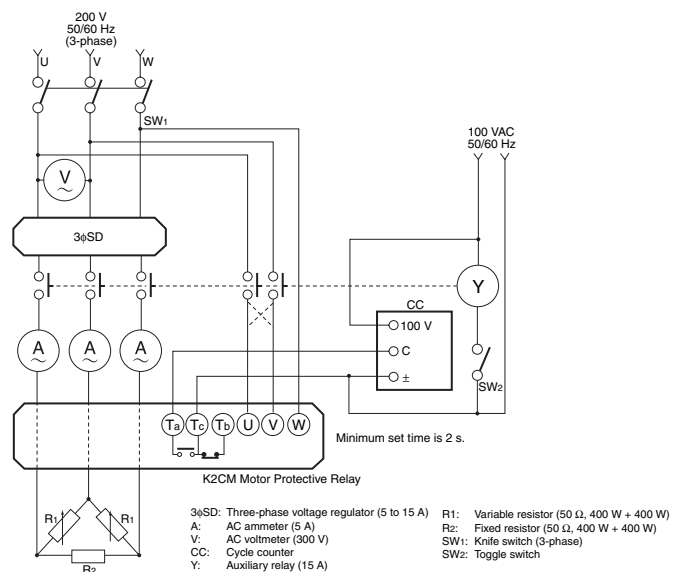 200 V
50/60 Hz
(3-phase)
U
V
W
SW1
100 VAC
50/60 Hz
V
3ϕSD
Y
CC
100 V
C
±
SW2
A
A
A
Ta
Tc
Tb
U
V
W
Minimum set time is 2 s.
K2CM Motor Protective Relay
R1
R1
R2
3ϕSD: Three-phase voltage regulator (5 to 15 A)
A: AC ammeter (5 A)
V: AC voltmeter (300 V)
CC: Cycle counter
Y: Auxiliary relay (15 A)
R1: Variable resistor (50 Ω, 400 W + 400 W)
R2: Fixed resistor (50 Ω, 400 W + 400 W)
SW1: Knife switch (3-phase)
SW2: Toggle switch